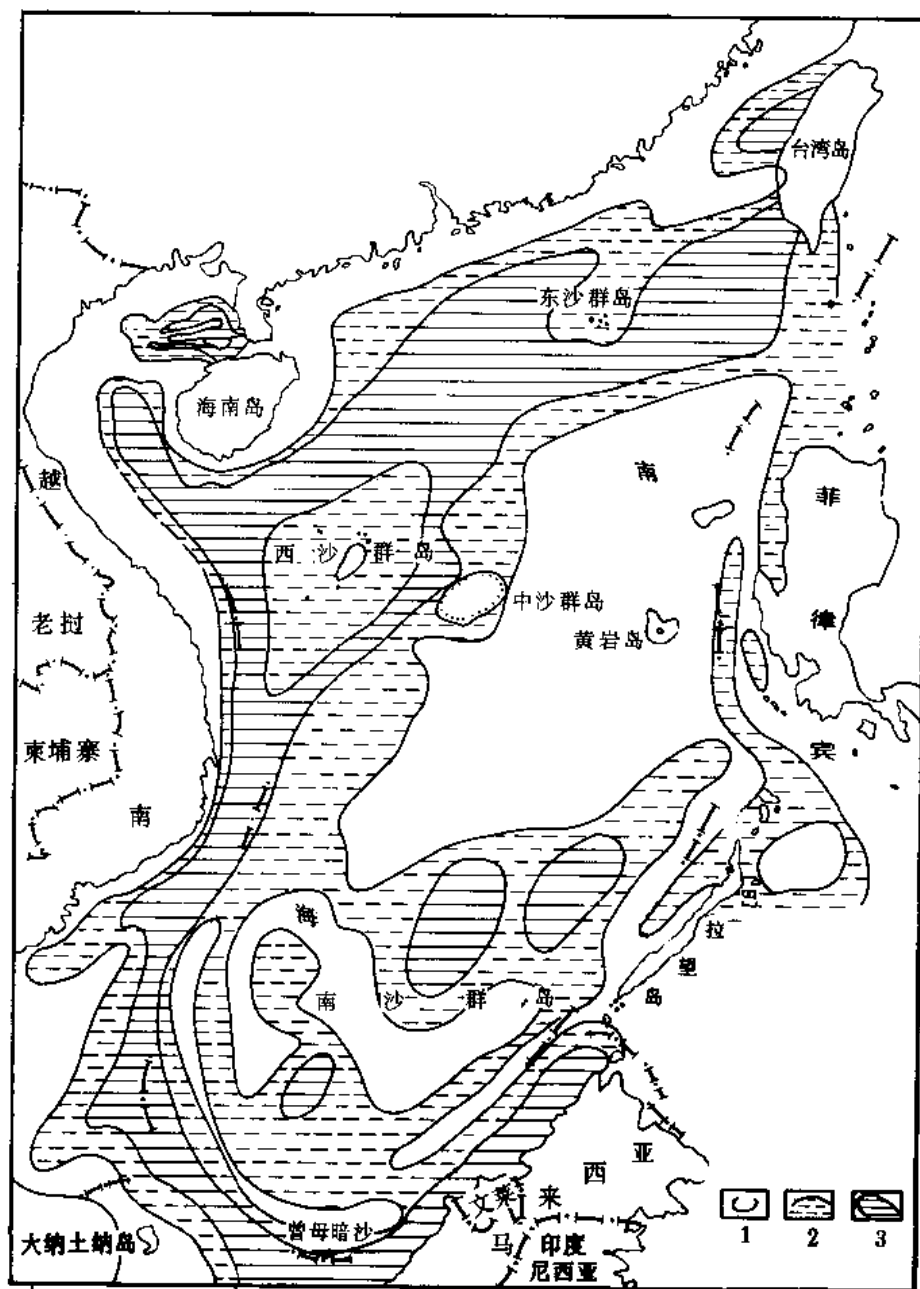 台湾岛
东沙群岛
海南岛
越
南
菲
西沙群岛
中沙群岛
老挝
黄岩岛
律
柬埔寨
宾
南
海
巴
拉
望
岛
南沙群岛
亚
西
文莱
来
曾母暗沙
马
印度
尼西亚
大纳土纳岛
1
2
3